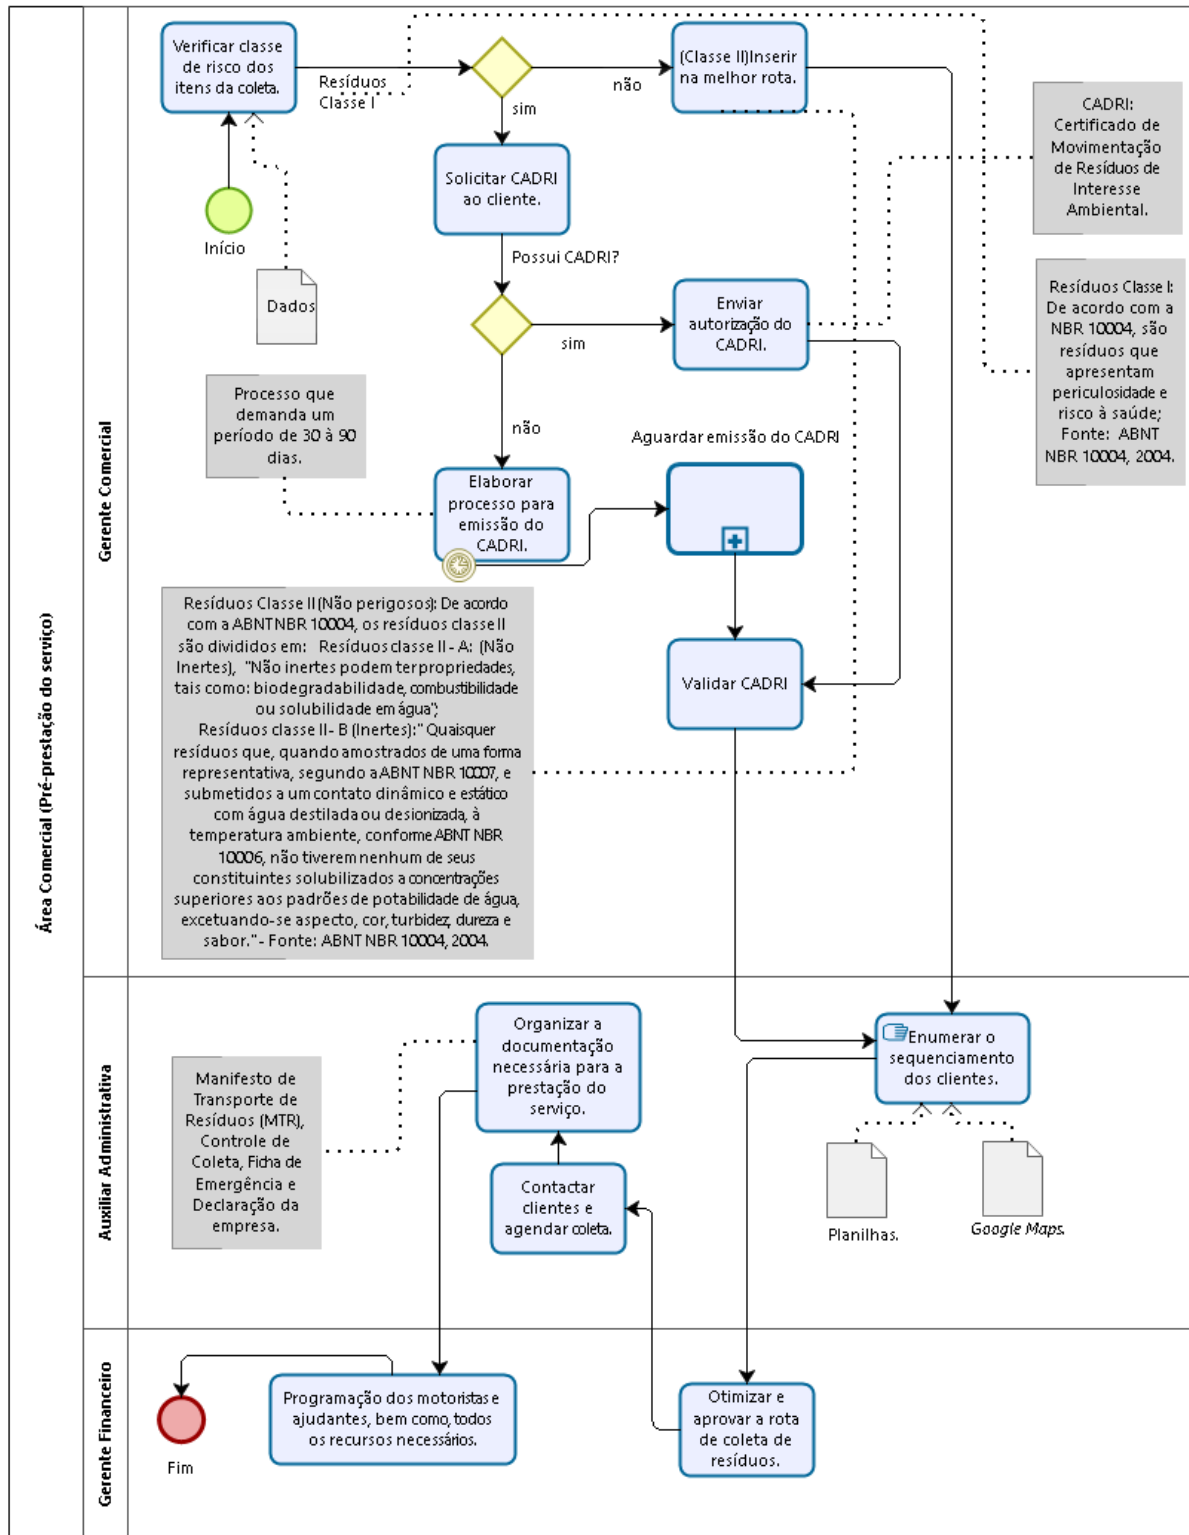 Área Comercial (Pré-prestação do serviço)
Gerente Comercial
Verificar classe
de risco dos
itens da coleta.
Resíduos
Classe I
sim
não
(Classe II)Inserir
na melhor rota.
CADRI:
Certificado de
Movimentação
de Resíduos de
Interesse
Ambiental.
Início
Dados
Solicitar CADRI
ao cliente.
Possui CADRI?
sim
não
Enviar
autorização do
CADRI.
Resíduos Classe I:
De acordo com a
NBR 10004, são
resíduos que
apresentam
periculosidade e
risco à saúde;
Fonte: ABNT
NBR 10004, 2004.
Processo que
demanda um
período de 30 à 90
dias.
Elaborar
processo para
emissão do
CADRI.
Aguardar emissão do CADRI
Validar CADRI
Resíduos Classe II (Não perigosos): De acordo
com a ABNT NBR 10004, os resíduos classe II
são divididos em: Resíduos classe II - A: (Não
Inertes), "Não inertes podem ter propriedades,
tais como: biodegradabilidade, combustibilidade
ou solubilidade em água";
Resíduos classe II - B (Inertes):" Quaisquer
resíduos que, quando amostrados de uma forma
representativa, segundo a ABNT NBR 10007, e
submetidos a um contato dinâmico e estático
com água destilada ou desionizada, à
temperatura ambiente, conforme ABNT NBR
10006, não tiverem nenhum de seus
constituintes solubilizados a concentrações
superiores aos padrões de potabilidade de água,
excetuando-se aspecto, cor, turbidez, dureza e
sabor." - Fonte: ABNT NBR 10004, 2004.
Auxiliar Administrativa
Manifesto de
Transporte de
Resíduos (MTR),
Controle de
Coleta, Ficha de
Emergência e
Declaração da
empresa.
Organizar a
documentação
necessária para a
prestação do
serviço.
Contactar
clientes e
agendar coleta.
Enumerar o
sequenciamento
dos clientes.
Planilhas.
Google Maps.
Gerente Financeiro
Fim
Programação dos motoristas e
ajudantes, bem como, todos
os recursos necessários.
Otimizar e
aprovar a rota
de coleta de
resíduos.